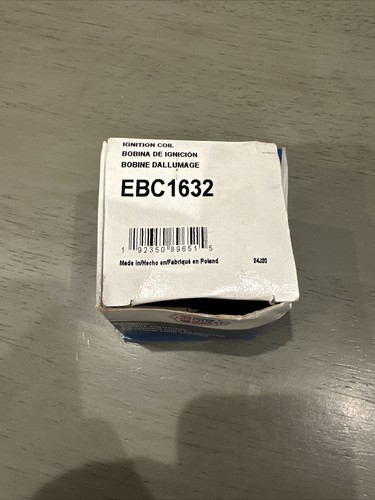 IGNITION COIL
BOBINA DE IGNICIÓN
BOBINE DALLUMAGE
EBC1632
1 92350 89651 5
Made in/Hecho en/Fabriqué en Poland 24J20